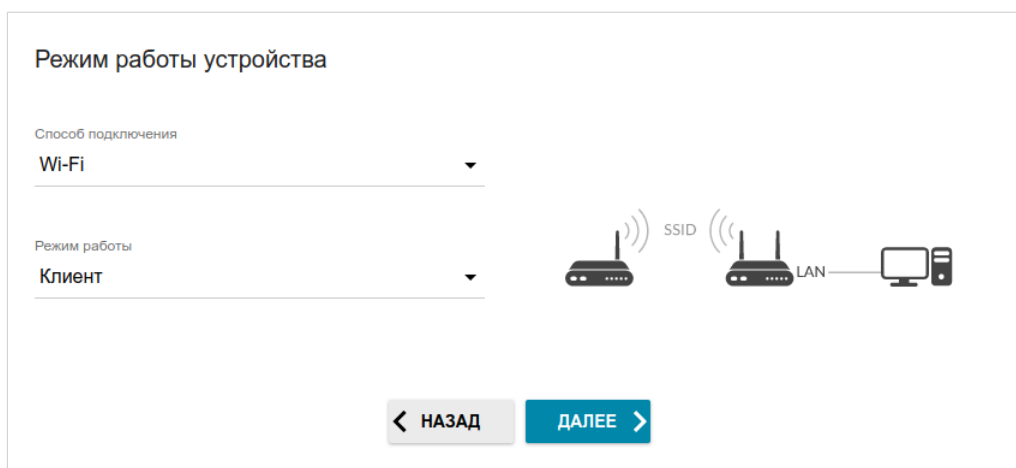 Режим работы устройства
Способ подключения
Wi-Fi
Режим работы
Клиент
SSID
LAN
НАЗАД
ДАЛЕЕ